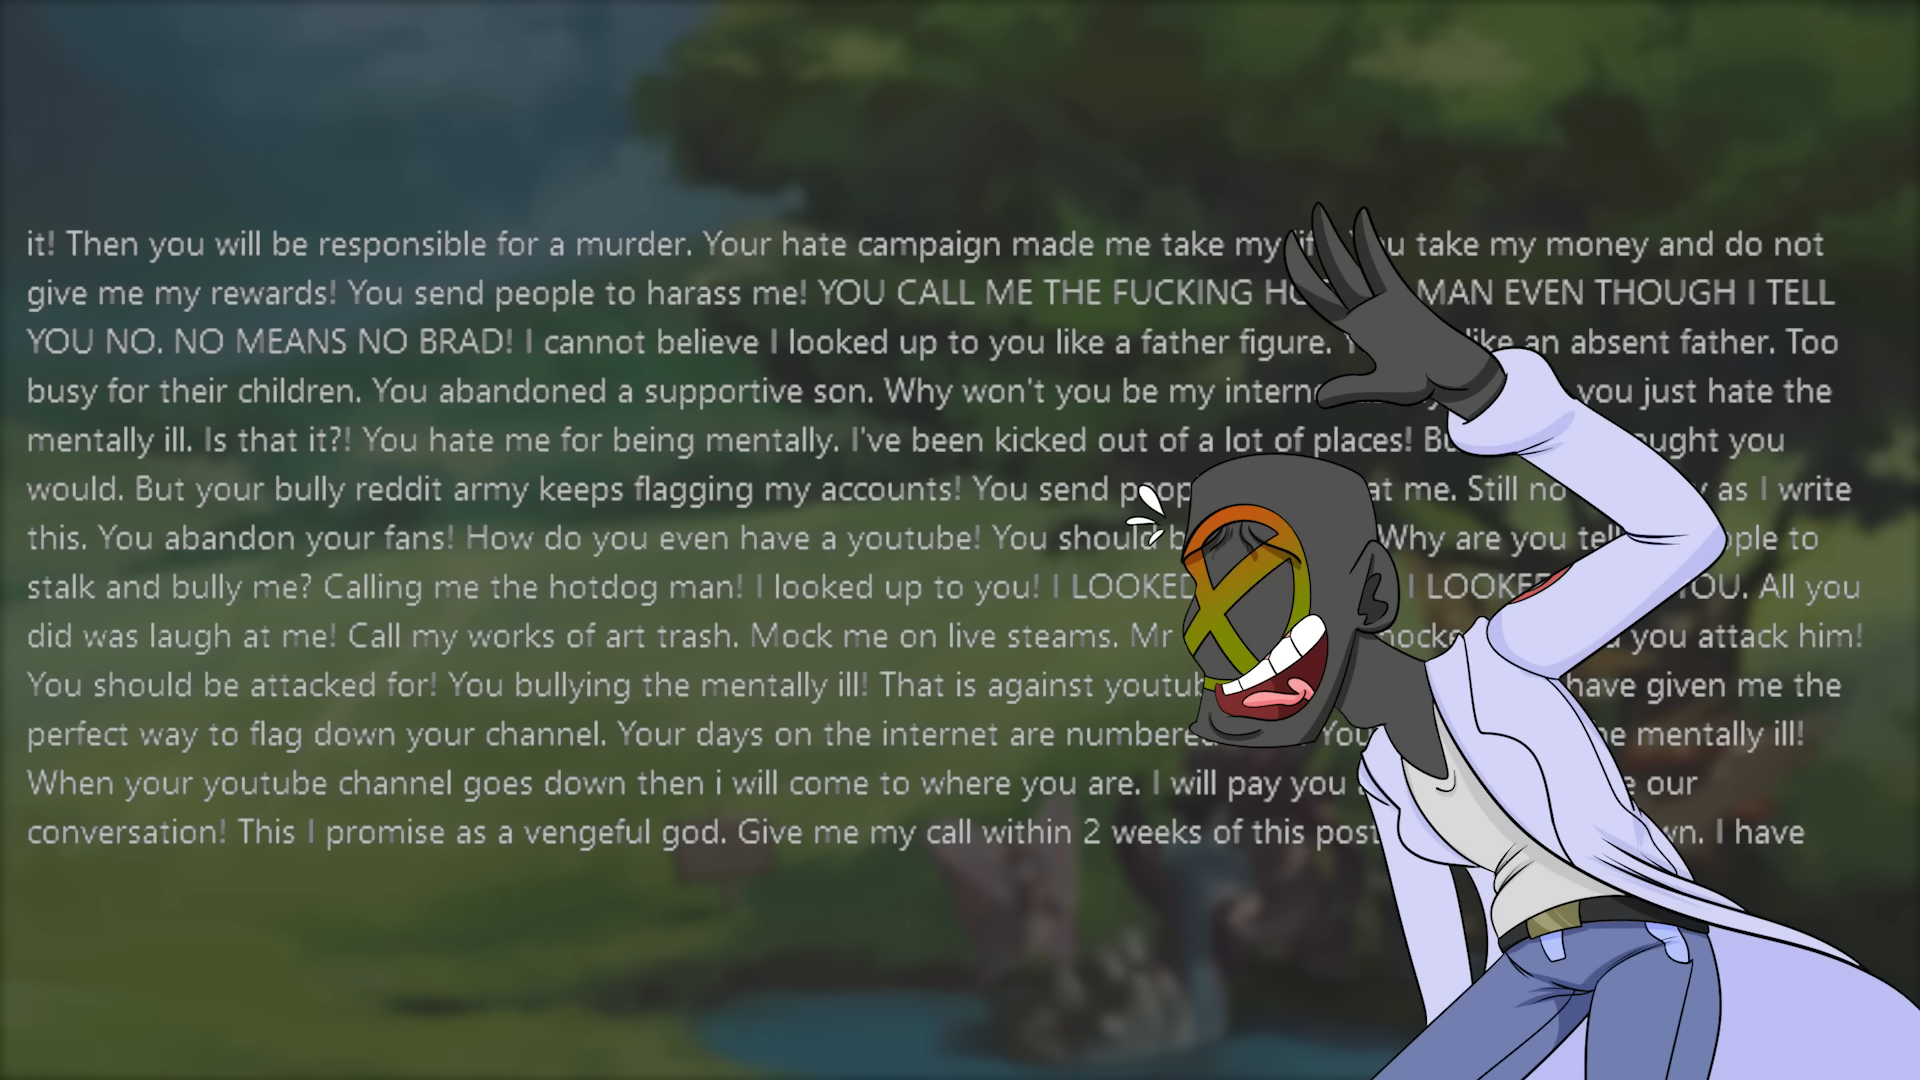 it! Then you will be responsible for a murder. Your hate campaign made me take my take my money and do not
give me my rewards! You send people to harass me! YOU CALL ME THE FUCKING MAN EVEN THOUGH I TELL
YOU NO. NO MEANS NO BRAD! I cannot believe I looked up to you like a father figure. like an absent father. Too
busy for their children. You abandoned a supportive son. Why won't you be my you just hate the
mentally ill. Is that it?! You hate me for being mentally. I've been kicked out of a lot of places! you
would. But your bully reddit army keeps flagging my accounts! You send at me. Still as I write
this. You abandon your fans! How do you even have a youtube! You should Why are you to
stalk and bully me? Calling me the hotdog man! I looked up to you! I LOOKED I YOU. All you
did was laugh at me! Call my works of art trash. Mock me on live steams. Mr you attack him!
You should be attacked for! You bullying the mentally ill! That is against have given me the
perfect way to flag down your channel. Your days on the internet are mentally ill!
When your youtube channel goes down then i will come to where you are. I will pay you our
conversation! This I promise as a vengeful god. Give me my call within 2 weeks of this post I have